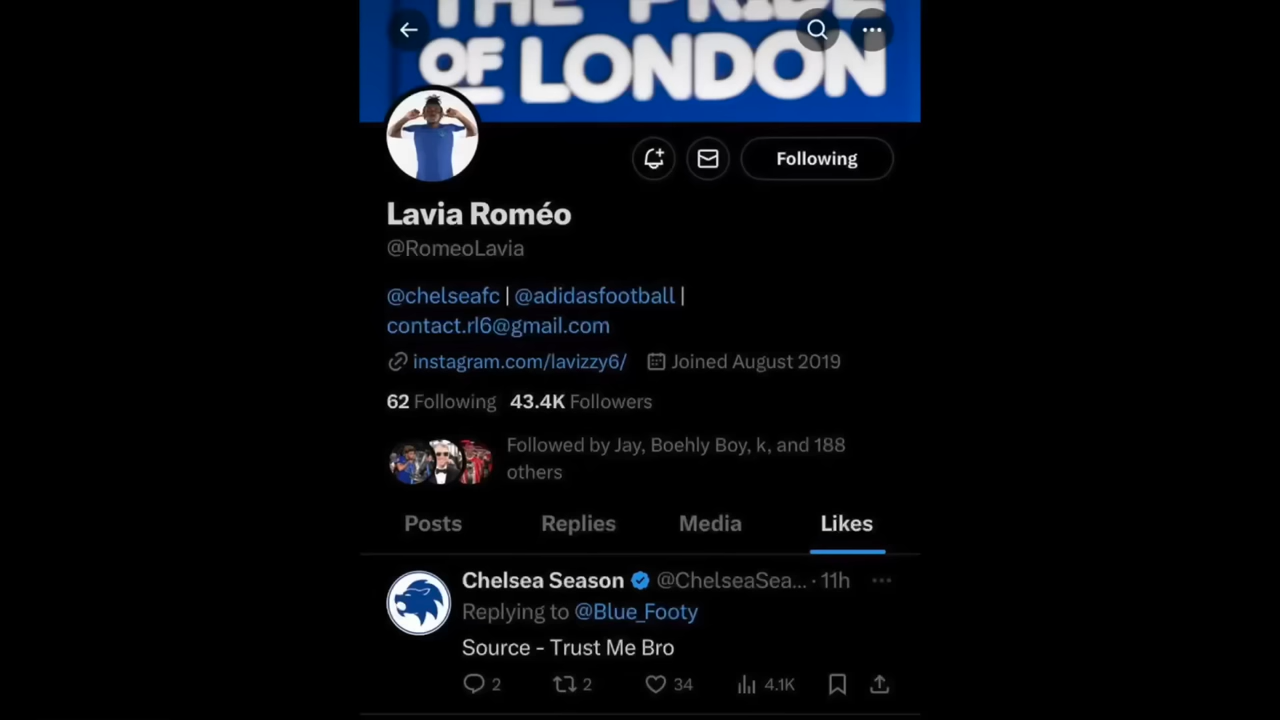 THE PRIDE
OF LONDON
Following
Lavia Roméo
@RomeoLavia
@chelseafc | @adidasfootball |
contact.rl6@gmail.com
instagram.com/lavizzy6/ Joined August 2019
62 Following 43.4K Followers
Followed by Jay, Boehly Boy, k, and 188
others
Posts Replies Media Likes
Chelsea Season @ChelseaSea... · 11h
Replying to @Blue_Footy
Source - Trust Me Bro
2 2 34 4.1K